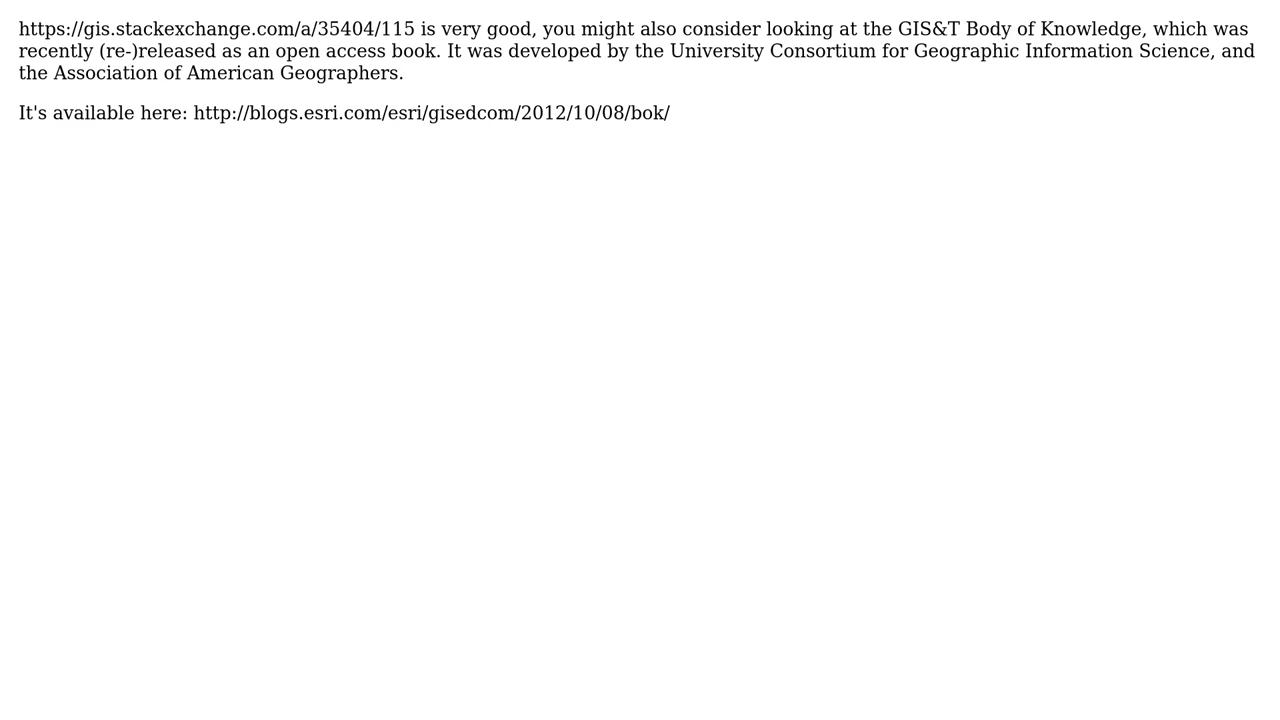 https://gis.stackexchange.com/a/35404/115 is very good, you might also consider looking at the GIS&T Body of Knowledge, which was
recently (re-)released as an open access book. It was developed by the University Consortium for Geographic Information Science, and
the Association of American Geographers.
It's available here: http://blogs.esri.com/esri/gisedcom/2012/10/08/bok/